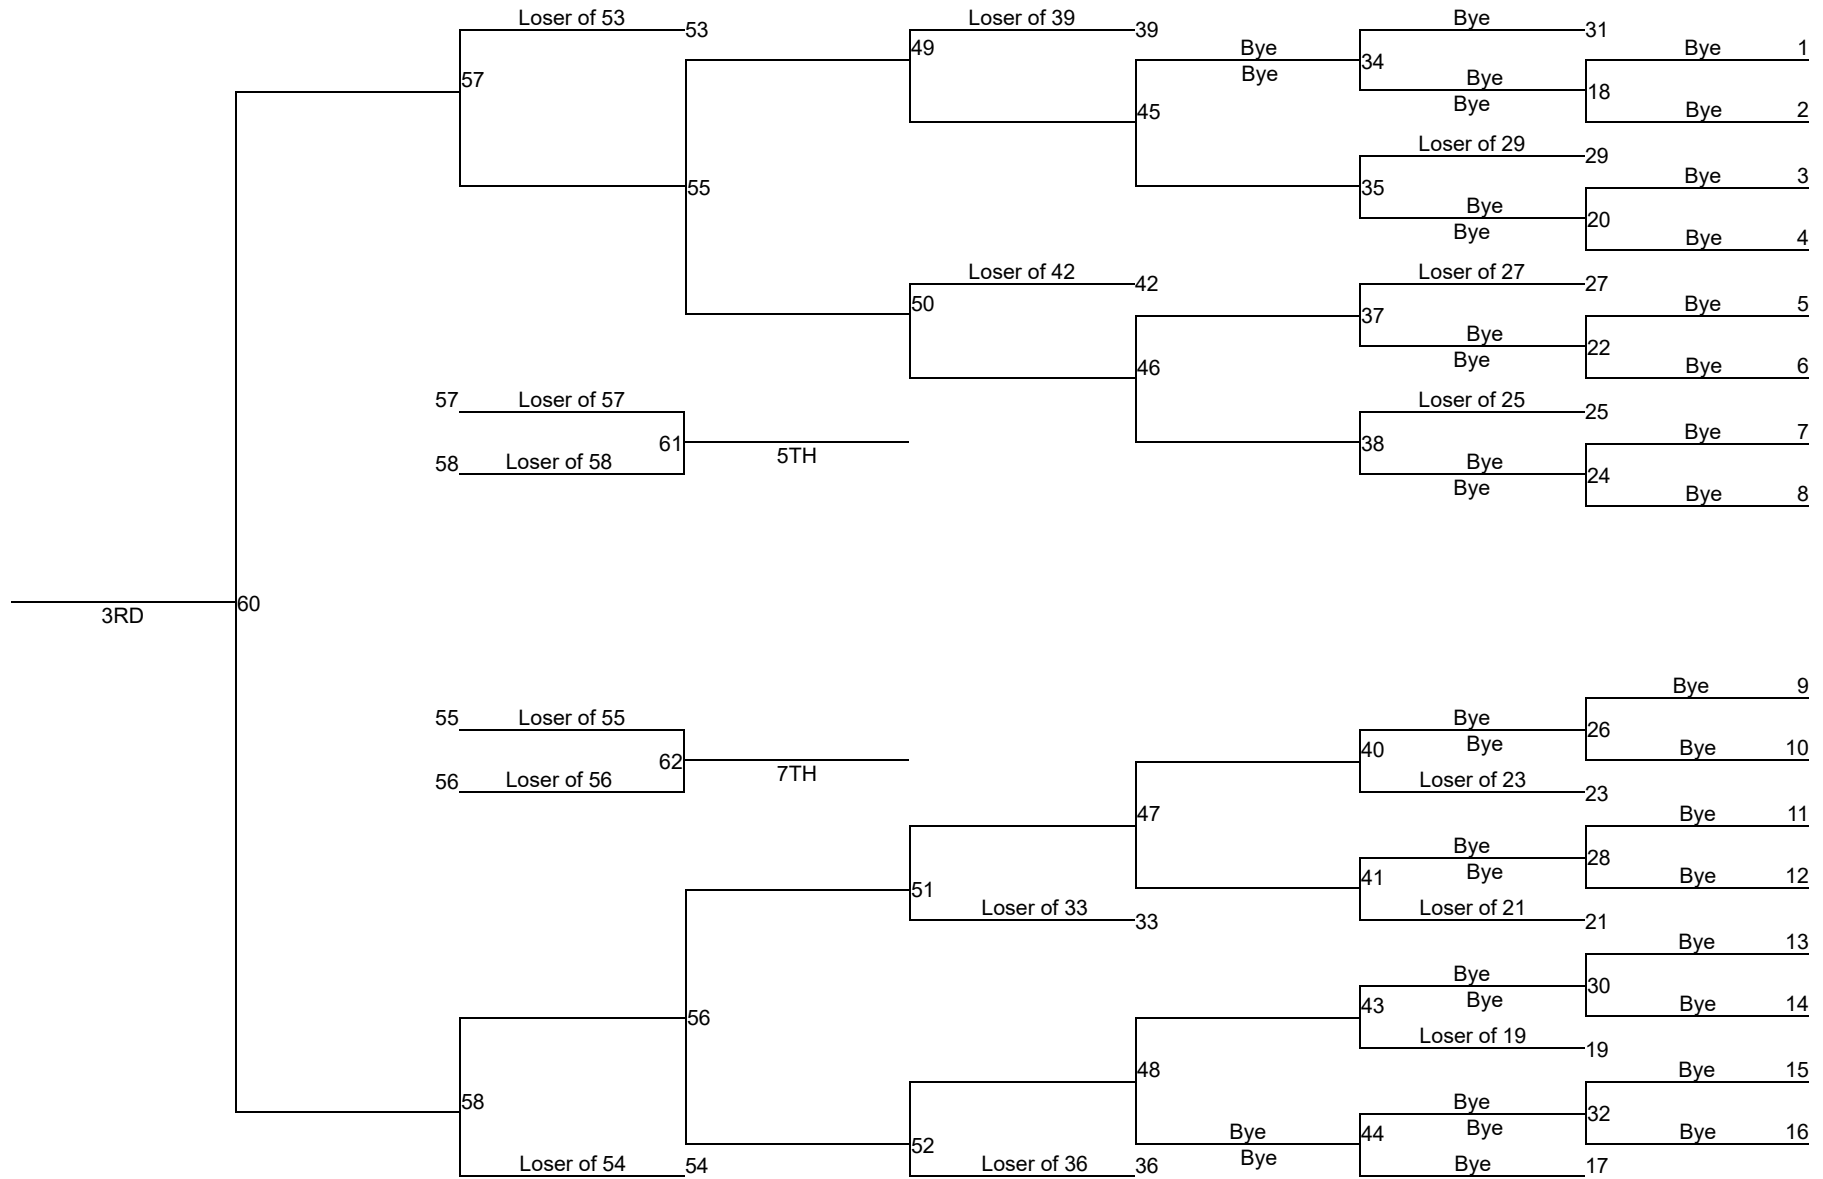 Loser of 53 53 Loser of 39 39 Bye 31
49 Bye Bye 1
57 34 Bye
Bye 18
Bye Bye 2
45
Loser of 29 29
Bye 3
55 35
Bye 20
Bye Bye 4
Loser of 42 42 Loser of 27 27
50 Bye 5
37
Bye 22
Bye Bye 6
46
57 Loser of 57 Loser of 25 25
61 5TH 38 Bye 7
58 Loser of 58 Bye 24
Bye Bye 8
60
3RD
Bye 9
55 Loser of 55 Bye 26
62 7TH 40 Bye Bye 10
56 Loser of 56 Loser of 23 23
47 Bye 11
Bye 28
41 Bye Bye 12
51
Loser of 33 33 Loser of 21 21
Bye 13
Bye 30
56 43 Bye Bye 14
Loser of 19 19
48 Bye 15
58 Bye 32
52 Bye 44 Bye Bye 16
Loser of 54 54 Loser of 36 36 Bye Bye 17